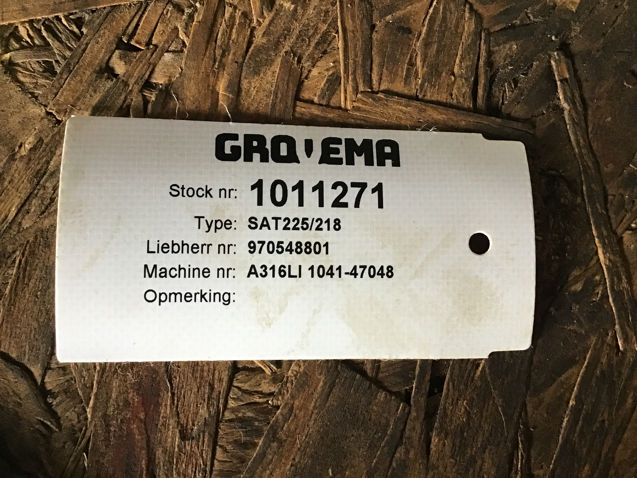 GRO'EMA
Stock nr: 1011271
Type: SAT225/218
Liebherr nr: 970548801
Machine nr: A316LI 1041-47048
Opmerking: